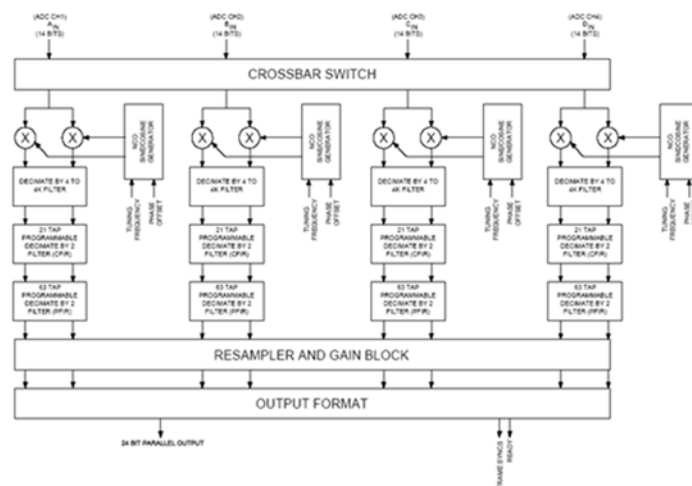 (ADC CH1)
A IN
(14 BITS)
(ADC CH2)
B IN
(14 BITS)
(ADC CH3)
C IN
(14 BITS)
(ADC CH4)
D IN
(14 BITS)
CROSSBAR SWITCH
X
X
NCO
SINE/COSINE
GENERATOR
X
X
NCO
SINE/COSINE
GENERATOR
X
X
NCO
SINE/COSINE
GENERATOR
X
X
NCO
SINE/COSINE
GENERATOR
DECIMATE BY 4 TO
4K FILTER
TUNING
FREQUENCY
PHASE
OFFSET
DECIMATE BY 4 TO
4K FILTER
TUNING
FREQUENCY
PHASE
OFFSET
DECIMATE BY 4 TO
4K FILTER
TUNING
FREQUENCY
PHASE
OFFSET
DECIMATE BY 4 TO
4K FILTER
TUNING
FREQUENCY
PHASE
OFFSET
21 TAP
PROGRAMMABLE
DECIMATE BY 2
FILTER (CFIR)
21 TAP
PROGRAMMABLE
DECIMATE BY 2
FILTER (CFIR)
21 TAP
PROGRAMMABLE
DECIMATE BY 2
FILTER (CFIR)
21 TAP
PROGRAMMABLE
DECIMATE BY 2
FILTER (CFIR)
63 TAP
PROGRAMMABLE
DECIMATE BY 2
FILTER (PFIR)
63 TAP
PROGRAMMABLE
DECIMATE BY 2
FILTER (PFIR)
63 TAP
PROGRAMMABLE
DECIMATE BY 2
FILTER (PFIR)
63 TAP
PROGRAMMABLE
DECIMATE BY 2
FILTER (PFIR)
RESAMPLER AND GAIN BLOCK
OUTPUT FORMAT
24 BIT PARALLEL OUTPUT
READY